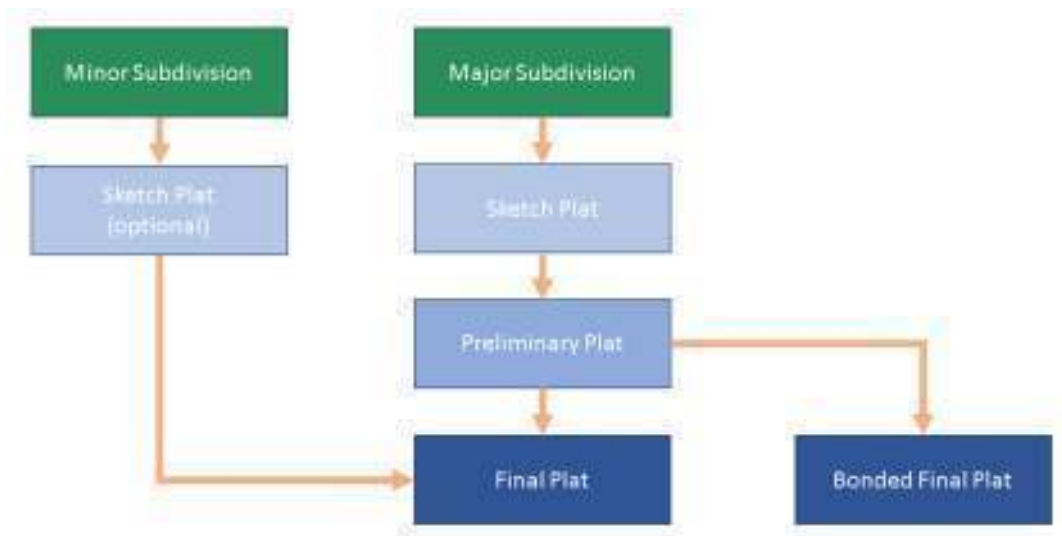 Minor Subdivision
Major Subdivision
Sketch Plat
(optional)
Sketch Plat
Preliminary Plat
Final Plat
Bonded Final Plat